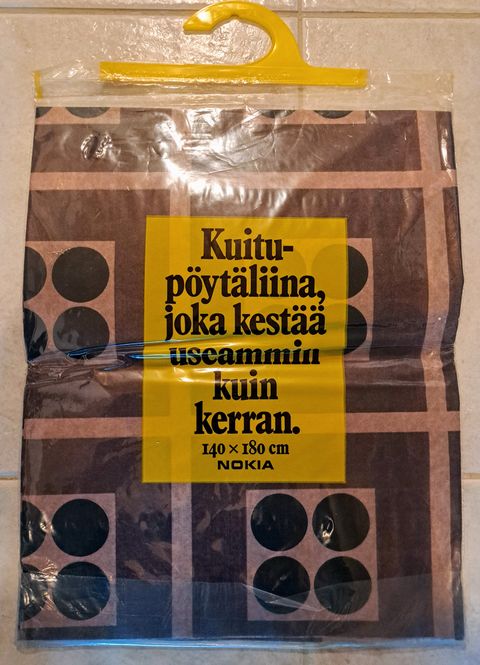 Kuitu-
pöytäliina,
joka kestää
useammin
kuin
kerran.
140 × 180 cm
NOKIA